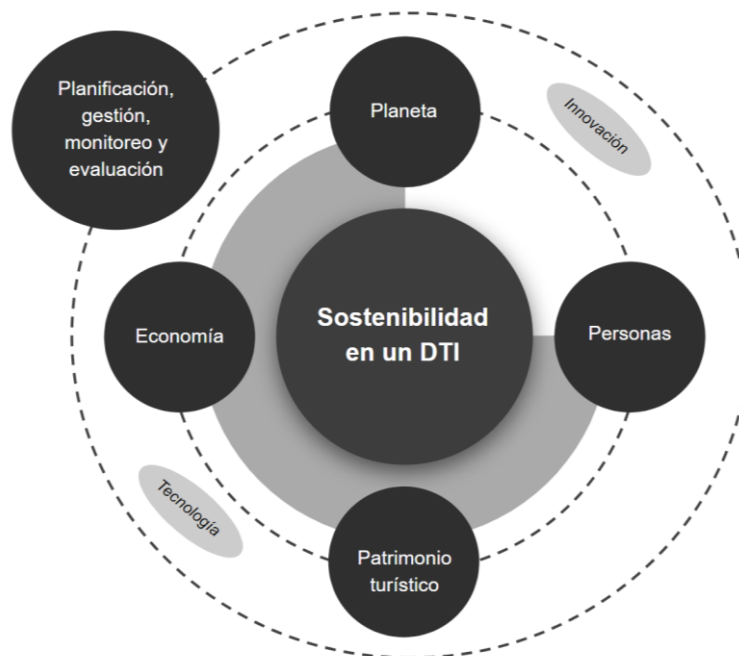 Planificación,
gestión,
monitoreo y
evaluación
Planeta
Innovación
Economía
Sostenibilidad
en un DTI
Personas
Tecnología
Patrimonio
turístico